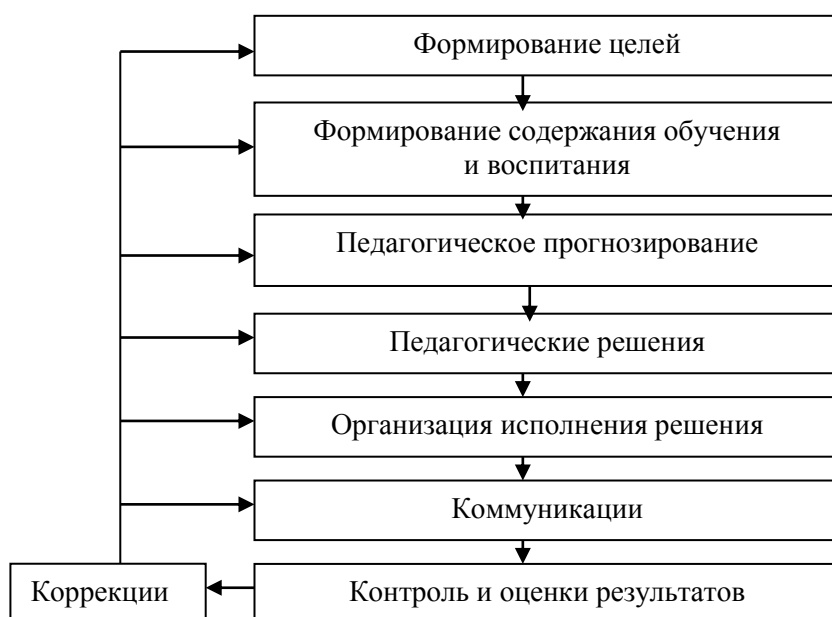 Формирование целей
Формирование содержания обучения
и воспитания
Педагогическое прогнозирование
Педагогические решения
Организация исполнения решения
Коммуникации
Коррекции
Контроль и оценки результатов